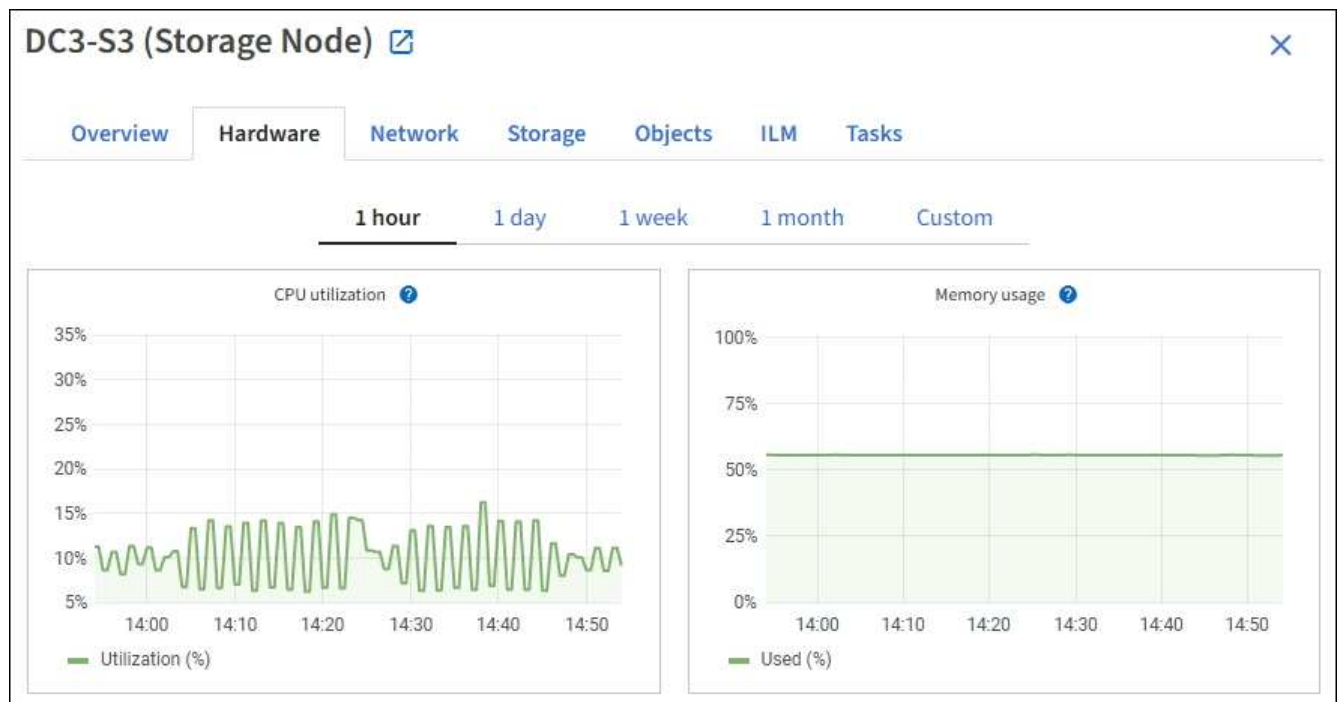 DC3-S3 (Storage Node)
Overview Hardware Network Storage Objects ILM Tasks
1 hour 1 day 1 week 1 month Custom
CPU utilization ?
35%
30%
25%
20%
15%
10%
5%
14:00 14:10 14:20 14:30 14:40 14:50
Utilization (%)
Memory usage ?
100%
75%
50%
25%
0%
14:00 14:10 14:20 14:30 14:40 14:50
Used (%)